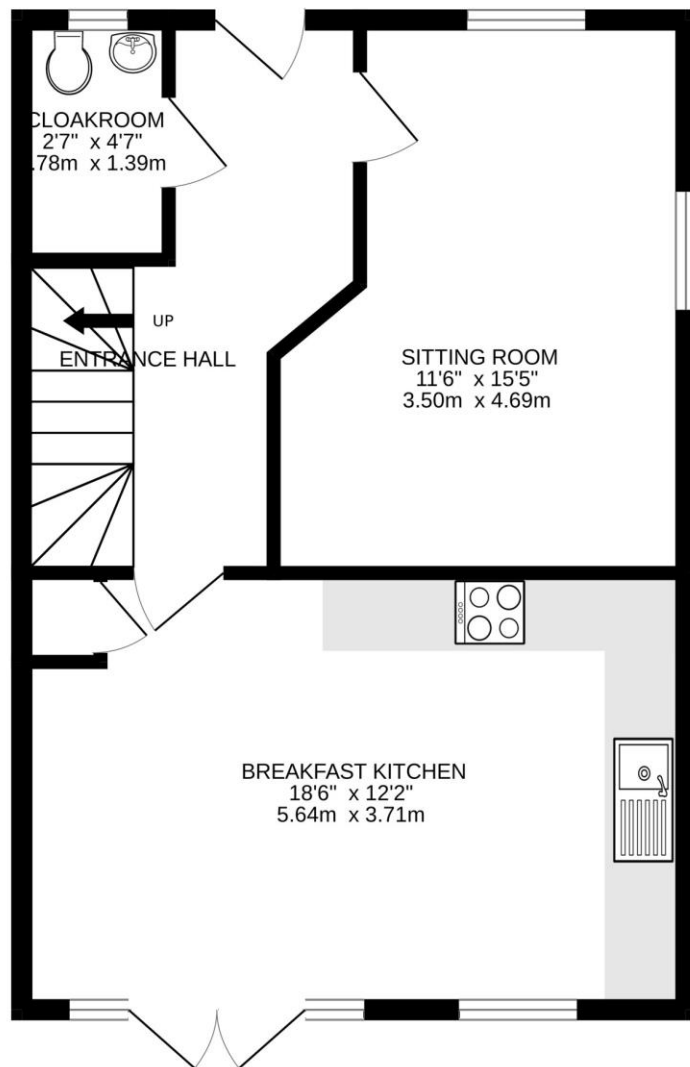 CLOAKROOM
2'7" x 4'7"
.78m x 1.39m
UP
ENTRANCE HALL
SITTING ROOM
11'6" x 15'5"
3.50m x 4.69m
BREAKFAST KITCHEN
18'6" x 12'2"
5.64m x 3.71m